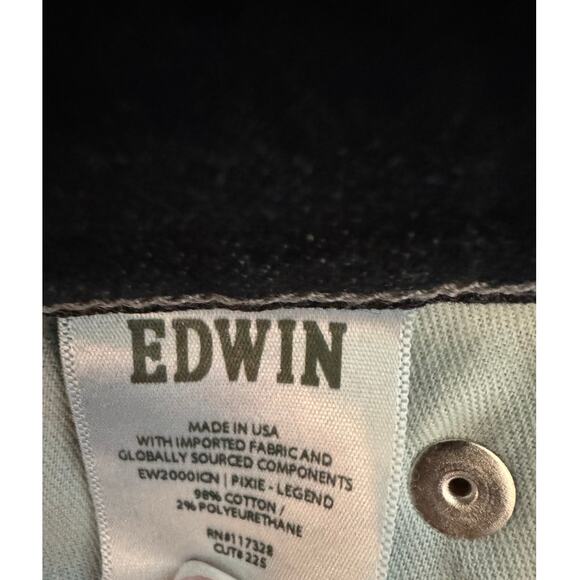 EDWIN
MADE IN USA
WITH IMPORTED FABRIC AND
GLOBALLY SOURCED COMPONENTS
EW2000ICN | PIXIE - LEGEND
98% COTTON /
2% POLYEURETHANE
RN#117328
CUT# 225